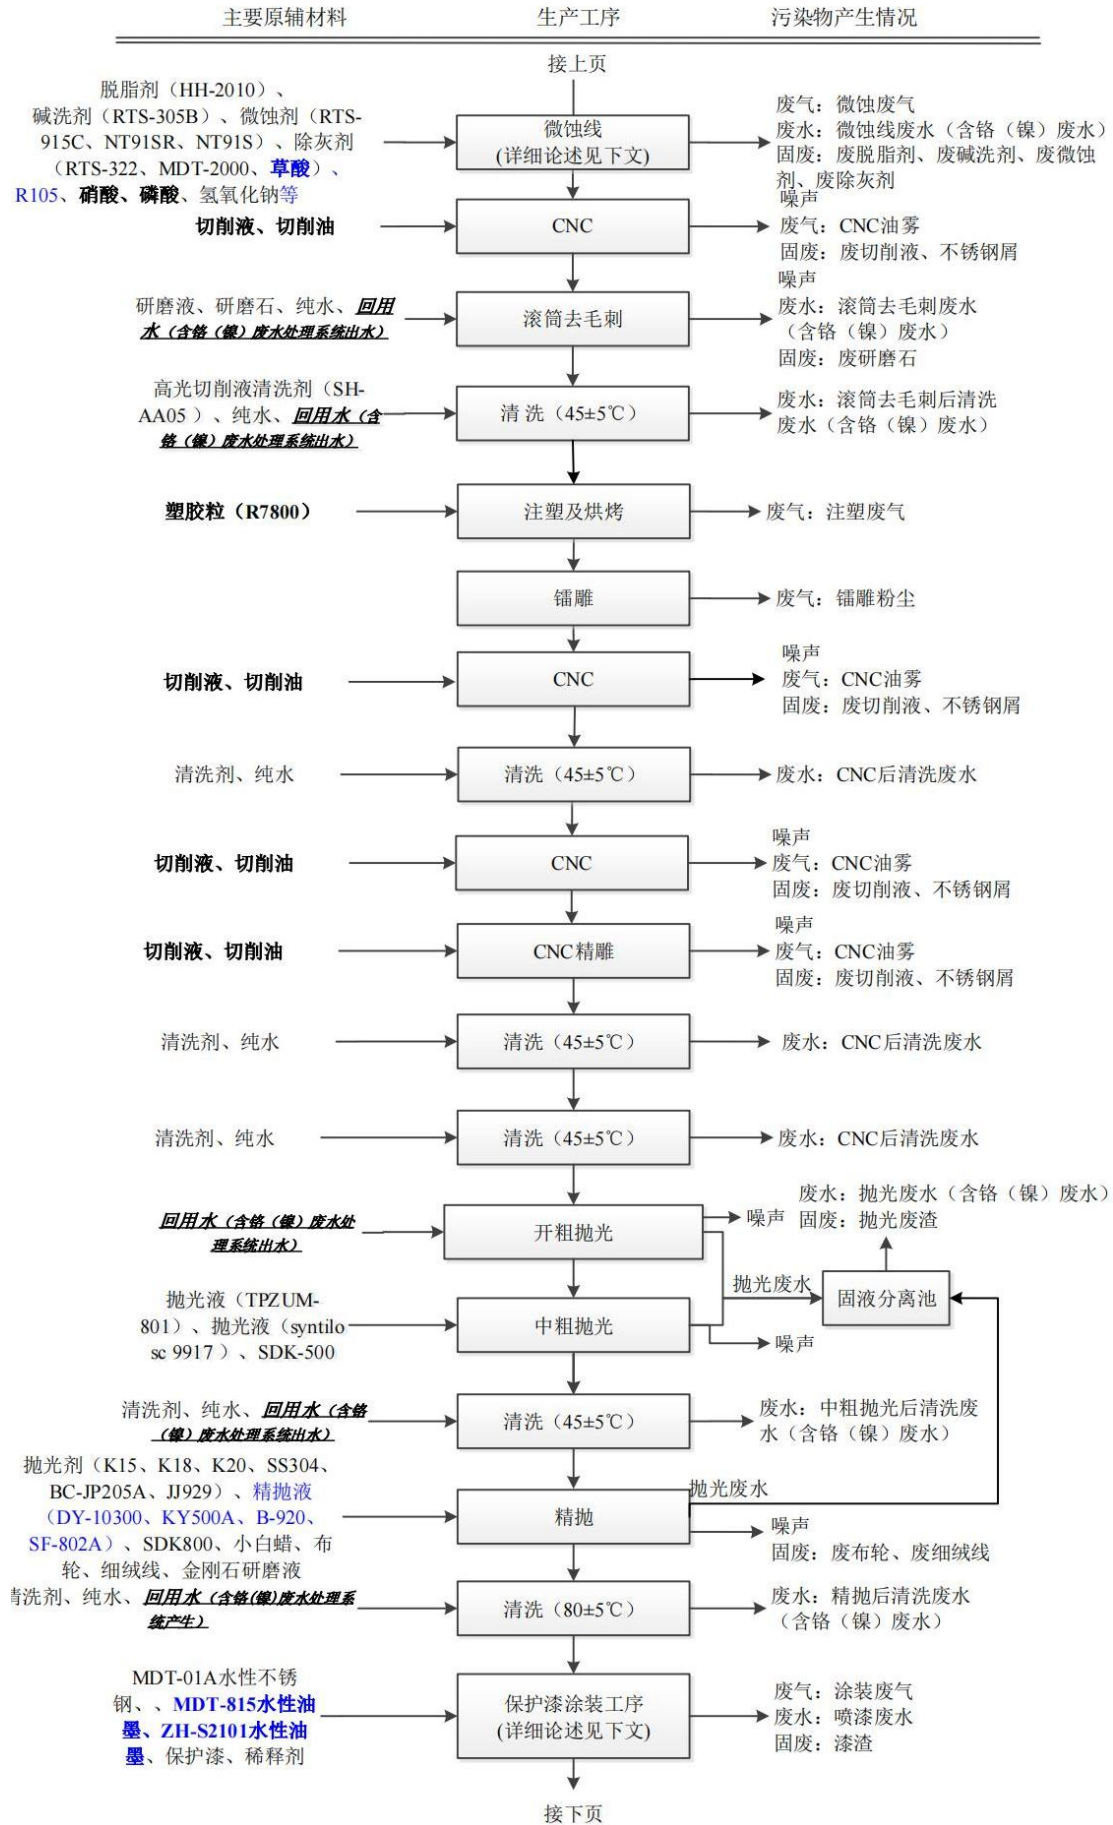 主要原辅材料
生产工序
污染物产生情况
接上页
脱脂剂（HH-2010）、
碱洗剂（RTS-305B）、微蚀剂（RTS-
915C、NT91SR、NT91S）、除灰剂
（RTS-322、MDT-2000、草酸）、
R105、硝酸、磷酸、氢氧化钠等
微蚀线
(详细论述见下文)
废气：微蚀废气
废水：微蚀线废水（含铬（镍）废水）
固废：废脱脂剂、废碱洗剂、废微蚀
剂、废除灰剂
切削液、切削油
CNC
噪声
废气：CNC油雾
固废：废切削液、不锈钢屑
研磨液、研磨石、纯水、回用
水（含铬（镍）废水处理系统出水）
滚筒去毛刺
噪声
废水：滚筒去毛刺废水
（含铬（镍）废水）
固废：废研磨石
高光切削液清洗剂（SH-
AA05 ）、纯水、回用水（含
铬（镍）废水处理系统出水）
清 洗（45±5℃）
废水：滚筒去毛刺后清洗
废水（含铬（镍）废水）
塑胶粒（R7800）
注塑及烘烤
废气：注塑废气
镭雕
废气：镭雕粉尘
切削液、切削油
CNC
噪声
废气：CNC油雾
固废：废切削液、不锈钢屑
清洗剂、纯水
清洗（45±5℃）
废水：CNC后清洗废水
切削液、切削油
CNC
噪声
废气：CNC油雾
固废：废切削液、不锈钢屑
切削液、切削油
CNC精雕
噪声
废气：CNC油雾
固废：废切削液、不锈钢屑
清洗剂、纯水
清洗（45±5℃）
废水：CNC后清洗废水
清洗剂、纯水
清洗（45±5℃）
废水：CNC后清洗废水
回用水（含铬（镍）废水处
理系统出水）
开粗抛光
噪声
废水：抛光废水（含铬（镍）废水）
固废：抛光废渣
抛光废水
固液分离池
抛光液（TPZUM-
801）、抛光液（syntilo
sc 9917 ）、SDK-500
中粗抛光
噪声
清洗剂、纯水、回用水（含铬
（镍）废水处理系统出水）
清洗（45±5℃）
废水：中粗抛光后清洗废
水（含铬（镍）废水）
抛光剂（K15、K18、K20、SS304、
BC-JP205A、JJ929）、精抛液
（DY-10300、KY500A、B-920、
SF-802A）、SDK800、小白蜡、布
轮、细绒线、金刚石研磨液
精抛
抛光废水
噪声
固废：废布轮、废细绒线
清洗剂、纯水、回用水（含铬(镍)废水处理系
统产生）
清洗（80±5℃）
废水：精抛后清洗废水
（含铬（镍）废水）
MDT-01A水性不锈
钢、、MDT-815水性油
墨、ZH-S2101水性油
墨、保护漆、稀释剂
保护漆涂装工序
(详细论述见下文)
废气：涂装废气
废水：喷漆废水
固废：漆渣
接下页